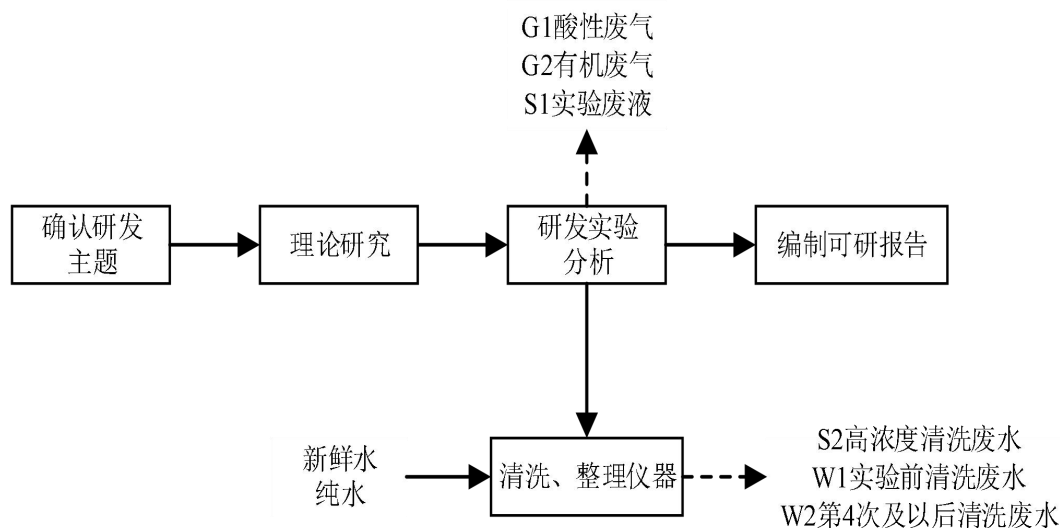 G1酸性废气
G2有机废气
S1实验废液
确认研发
主题
理论研究
研发实验
分析
编制可研报告
新鲜水
纯水
清洗、整理仪器
S2高浓度清洗废水
W1实验前清洗废水
W2第4次及以后清洗废水